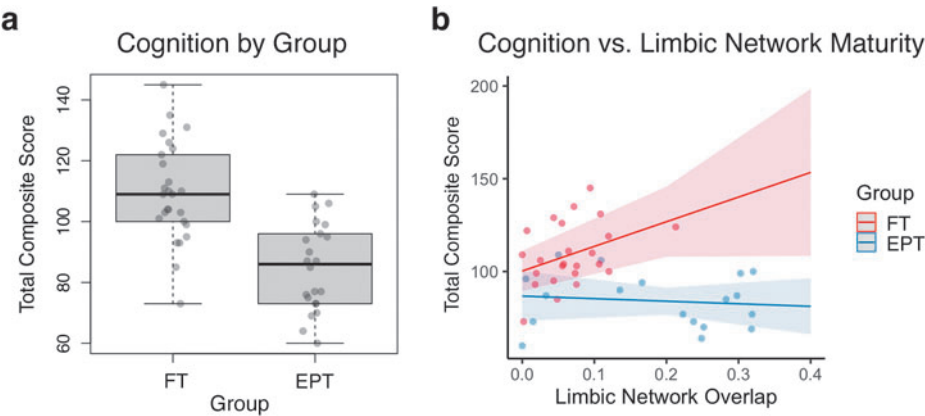 a
Cognition by Group
Total Composite Score
140
120
100
80
60
FT
EPT
Group
b
Cognition vs. Limbic Network Maturity
Total Composite Score
200
150
100
50
0.0
0.1
0.2
0.3
0.4
Limbic Network Overlap
Group
FT
EPT